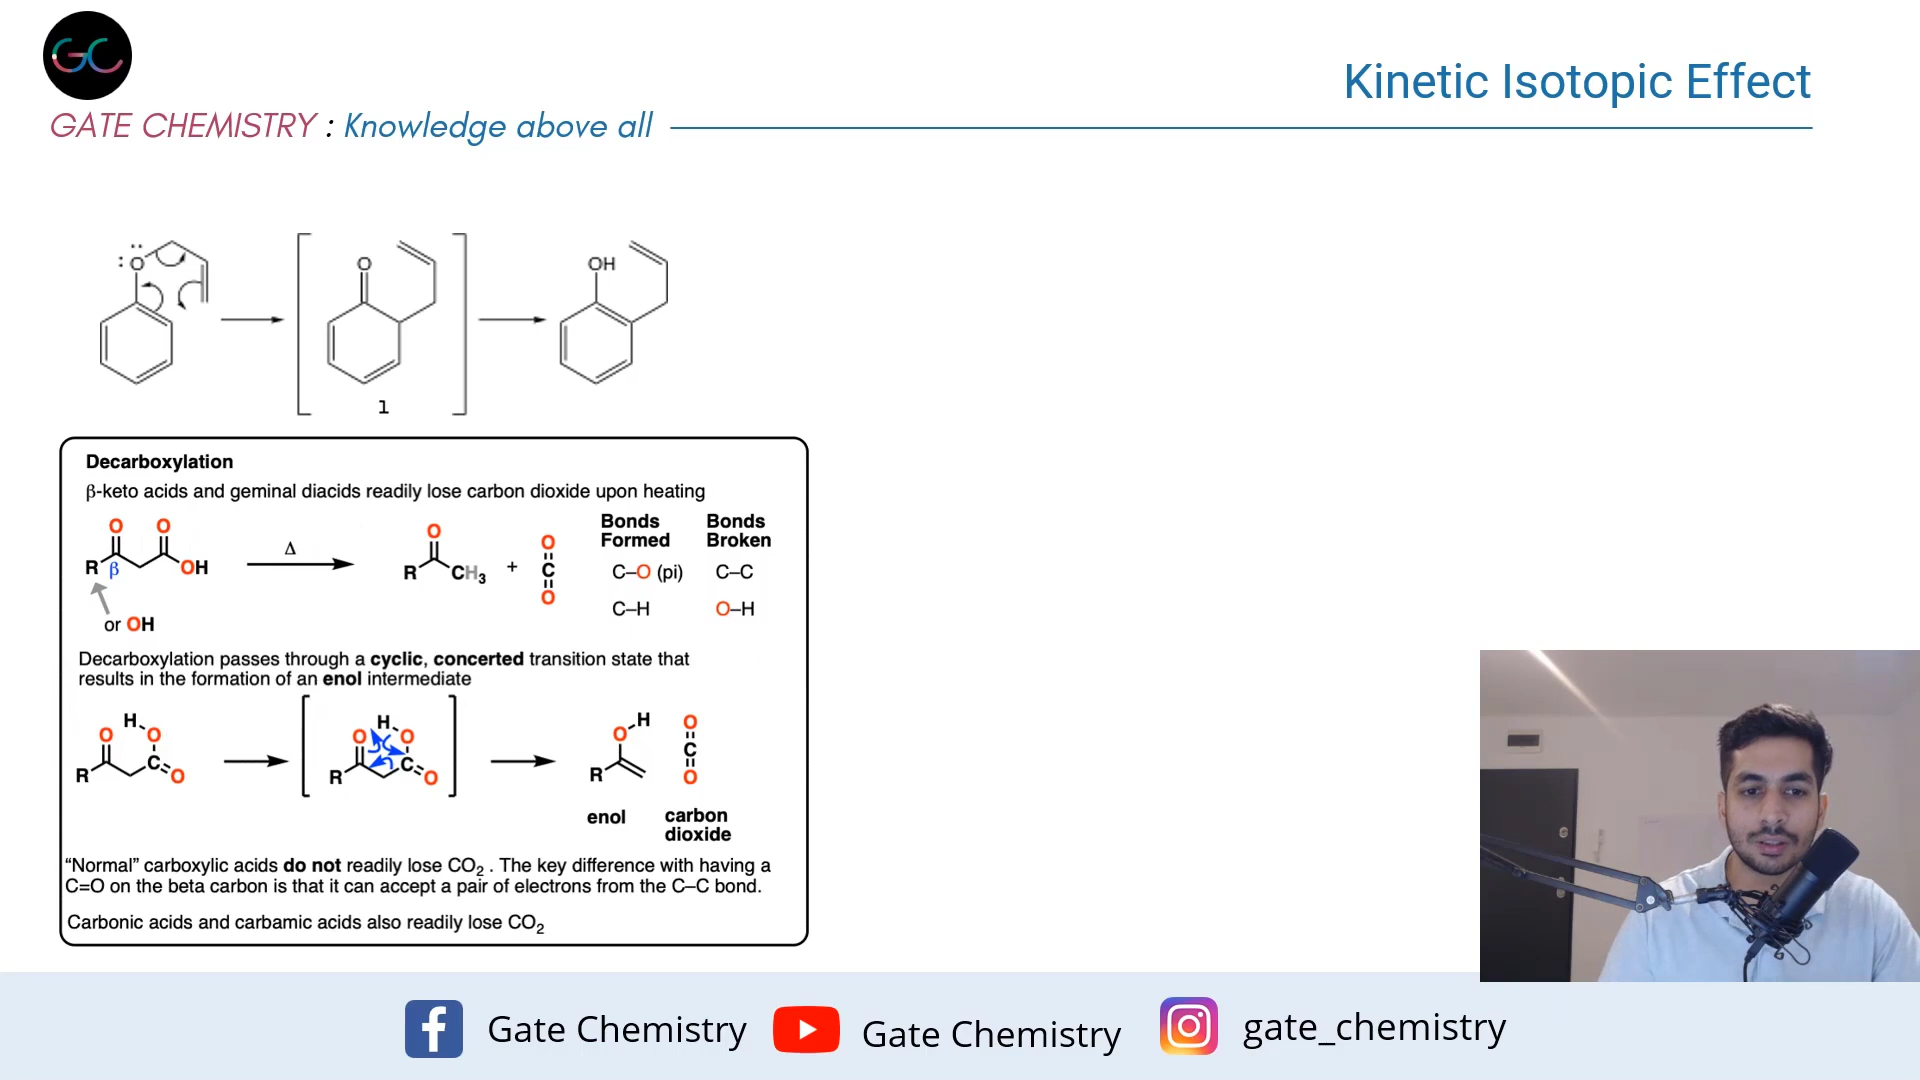 GC
Kinetic Isotopic Effect
GATE CHEMISTRY : Knowledge above all
:O
O
OH
1
Decarboxylation
β-keto acids and geminal diacids readily lose carbon dioxide upon heating
O O
R β OH
or OH
Δ
O
R CH3
+
O
C
O
Bonds Formed
Bonds Broken
C–O (pi) C–C
C–H O–H
Decarboxylation passes through a cyclic, concerted transition state that
results in the formation of an enol intermediate
H
O O
R C O
H
O O
R C O
H
O
R
O
C
O
enol
carbon
dioxide
“Normal” carboxylic acids do not readily lose CO2 . The key difference with having a
C=O on the beta carbon is that it can accept a pair of electrons from the C–C bond.
Carbonic acids and carbamic acids also readily lose CO2
f Gate Chemistry
Gate Chemistry
gate_chemistry